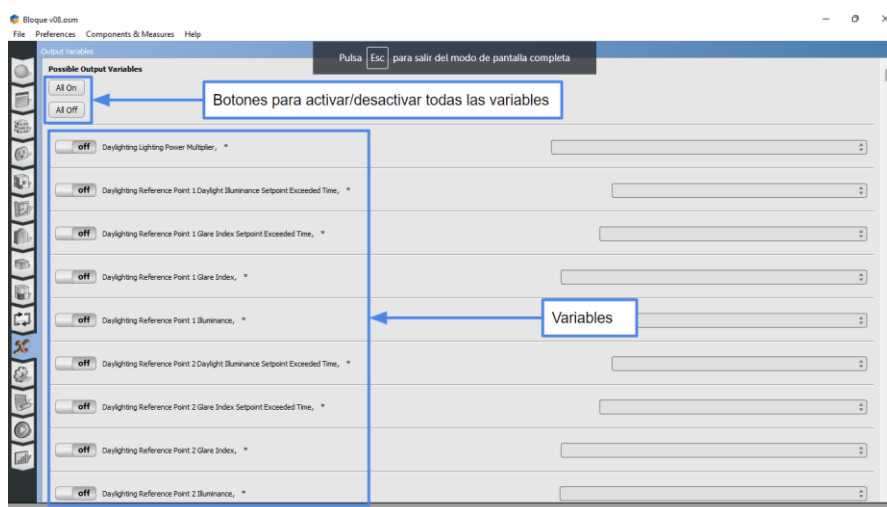 Bloque v08.osm
File Preferences Components & Measures Help
Output Variables
Pulsa Esc para salir del modo de pantalla completa
Possible Output Variables
All On
All Off
Botones para activar/desactivar todas las variables
off Daylighting Lighting Power Multiplier, *
off Daylighting Reference Point 1 Daylight Illuminance Setpoint Exceeded Time, *
off Daylighting Reference Point 1 Glare Index Setpoint Exceeded Time, *
off Daylighting Reference Point 1 Glare Index, *
off Daylighting Reference Point 1 Illuminance, *
Variables
off Daylighting Reference Point 2 Daylight Illuminance Setpoint Exceeded Time, *
off Daylighting Reference Point 2 Glare Index Setpoint Exceeded Time, *
off Daylighting Reference Point 2 Glare Index, *
off Daylighting Reference Point 2 Illuminance, *